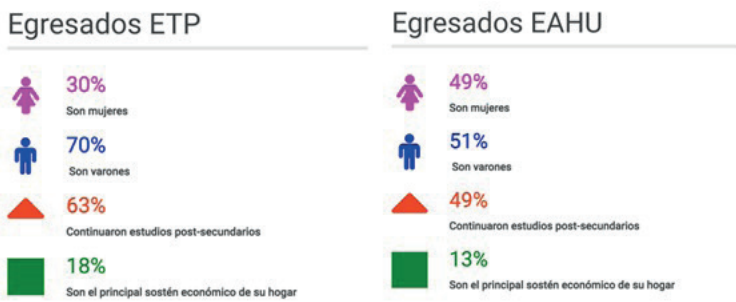 Egresados ETP
30%
Son mujeres
70%
Son varones
63%
Continuaron estudios post-secundarios
18%
Son el principal sostén económico de su hogar
Egresados EAHU
49%
Son mujeres
51%
Son varones
49%
Continuaron estudios post-secundarios
13%
Son el principal sostén económico de su hogar